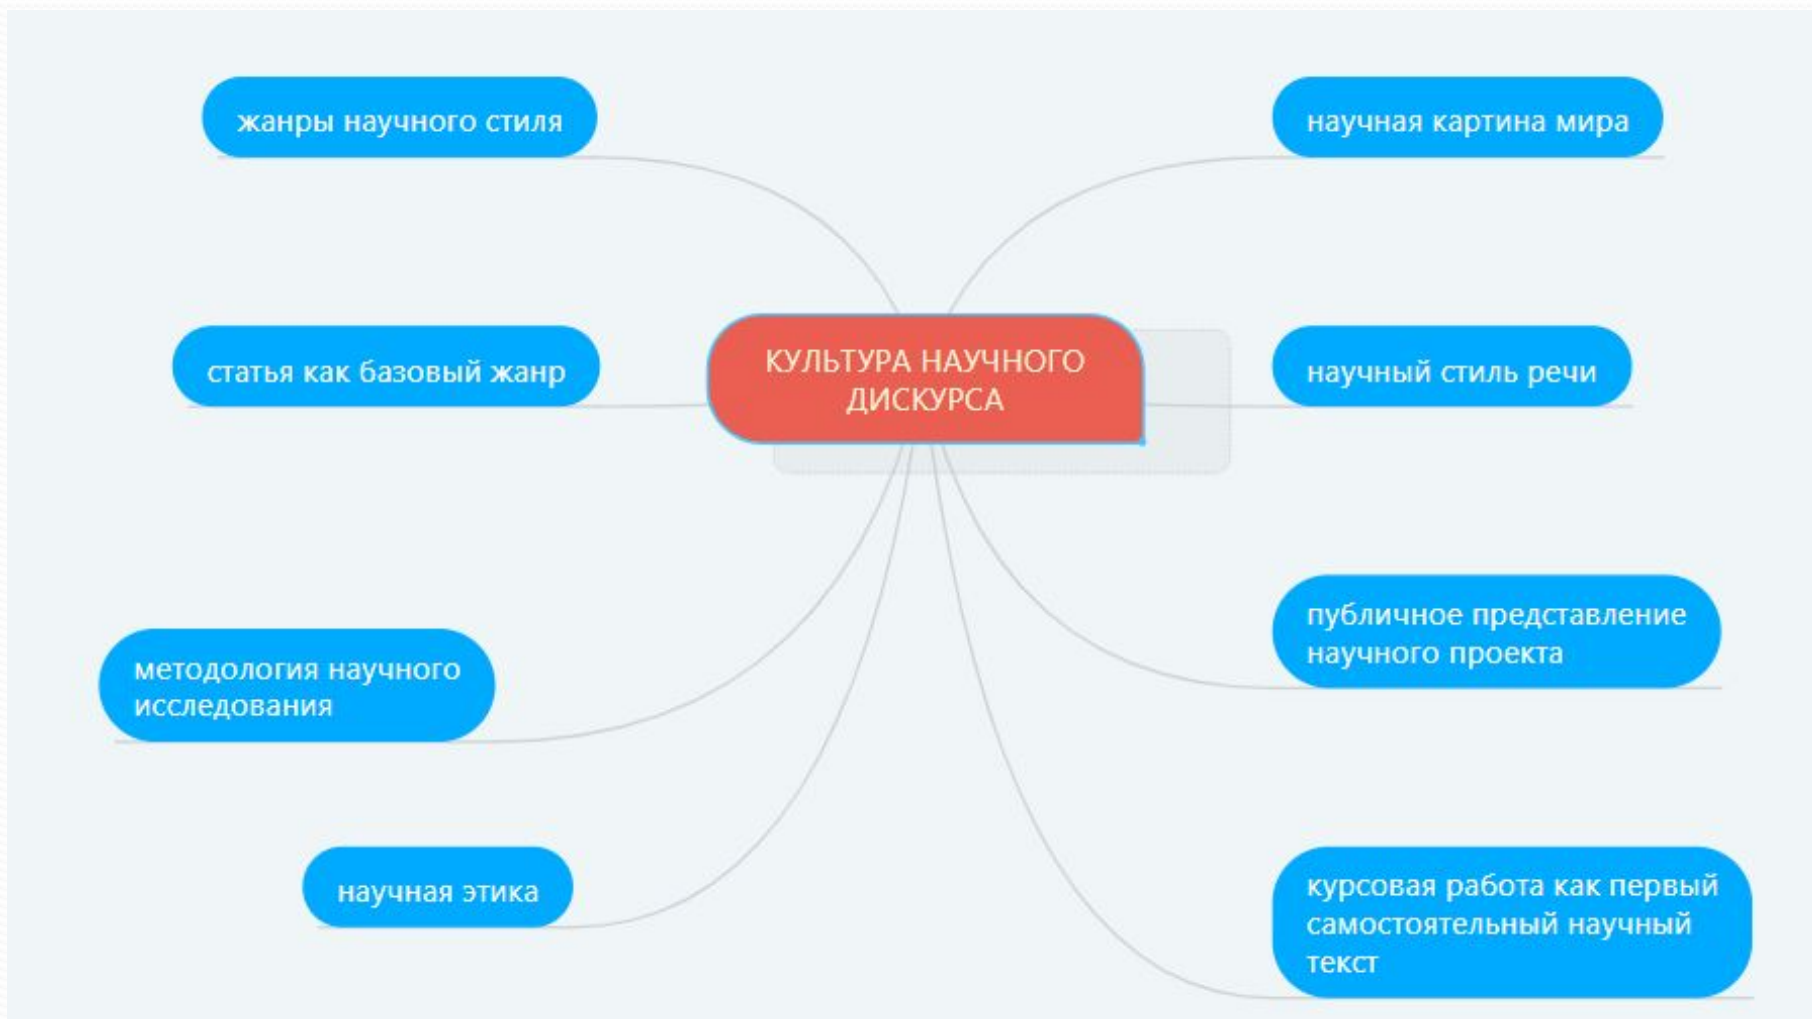 жанры научного стиля
научная картина мира
КУЛЬТУРА НАУЧНОГО
ДИСКУРСА
статья как базовый жанр
научный стиль речи
публичное представление
научного проекта
методология научного
исследования
научная этика
курсовая работа как первый
самостоятельный научный
текст